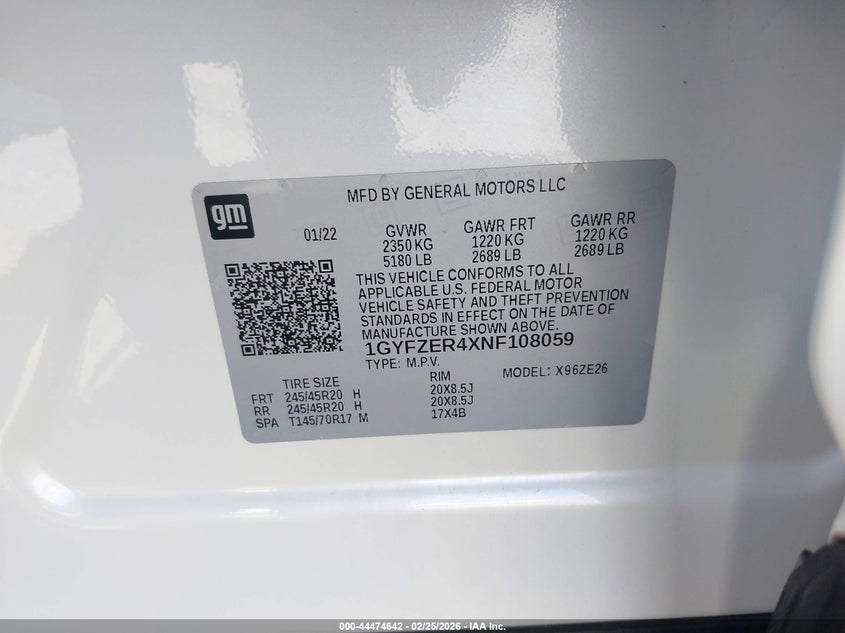 gm
MFD BY GENERAL MOTORS LLC
01/22
GVWR GAWR FRT GAWR RR
2350 KG 1220 KG 1220 KG
5180 LB 2689 LB 2689 LB
THIS VEHICLE CONFORMS TO ALL
APPLICABLE U.S. FEDERAL MOTOR
VEHICLE SAFETY AND THEFT PREVENTION
STANDARDS IN EFFECT ON THE DATE OF
MANUFACTURE SHOWN ABOVE.
1GYFZER4XNF108059
TYPE: M.P.V. MODEL: X96ZE26
TIRE SIZE RIM
FRT 245/45R20 H 20X8.5J
RR 245/45R20 H 20X8.5J
SPA T145/70R17 M 17X4B
000-44474642 - 02/25/2026 - IAA Inc.